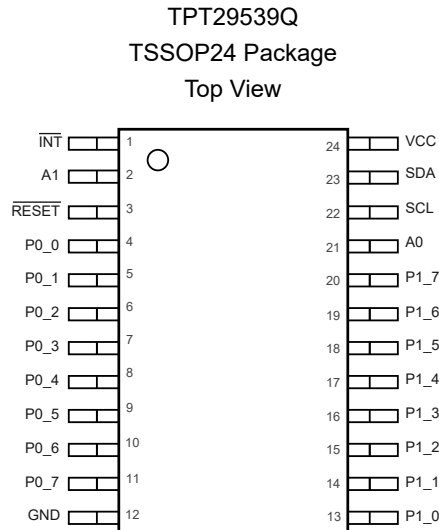 TPT29539Q
TSSOP24 Package
Top View
INT 1 24 VCC
A1 2 23 SDA
RESET 3 22 SCL
P0_0 4 21 A0
P0_1 5 20 P1_7
P0_2 6 19 P1_6
P0_3 7 18 P1_5
P0_4 8 17 P1_4
P0_5 9 16 P1_3
P0_6 10 15 P1_2
P0_7 11 14 P1_1
GND 12 13 P1_0